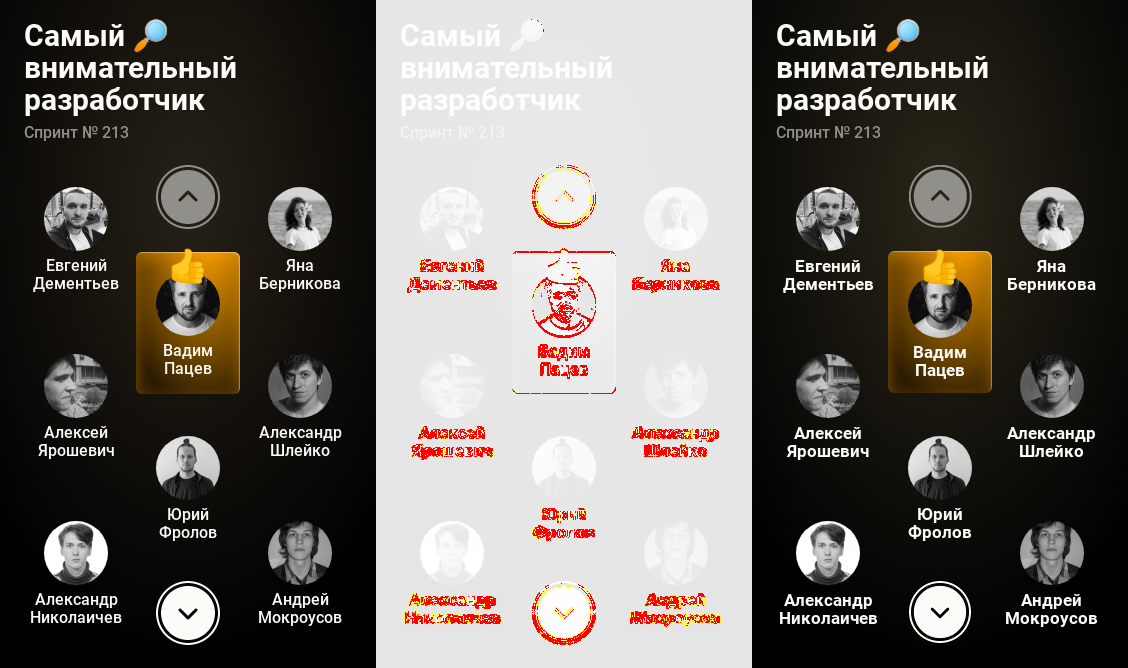 Самый 🔎
внимательный
разработчик
Спринт № 213
Евгений
Дементьев
Яна
Берникова
Вадим
Пацев
Алексей
Ярошевич
Александр
Шлейко
Юрий
Фролов
Александр
Николаичев
Андрей
Мокроусов
Самый 🔎
внимательный
разработчик
Спринт № 213
Евгений
Дементьев
Яна
Берникова
Вадим
Пацев
Алексей
Ярошевич
Александр
Шлейко
Юрий
Фролов
Александр
Николаичев
Андрей
Мокроусов
Самый 🔎
внимательный
разработчик
Спринт № 213
Евгений
Дементьев
Яна
Берникова
Вадим
Пацев
Алексей
Ярошевич
Александр
Шлейко
Юрий
Фролов
Александр
Николаичев
Андрей
Мокроусов